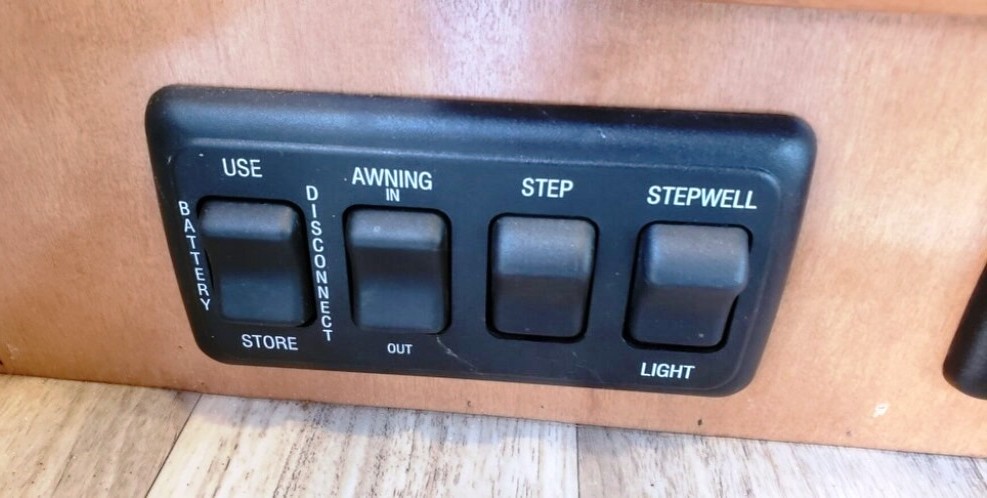 USE
BATTERY
DISCONNECT
STORE
AWNING
IN
OUT
STEP
STEPWELL
LIGHT